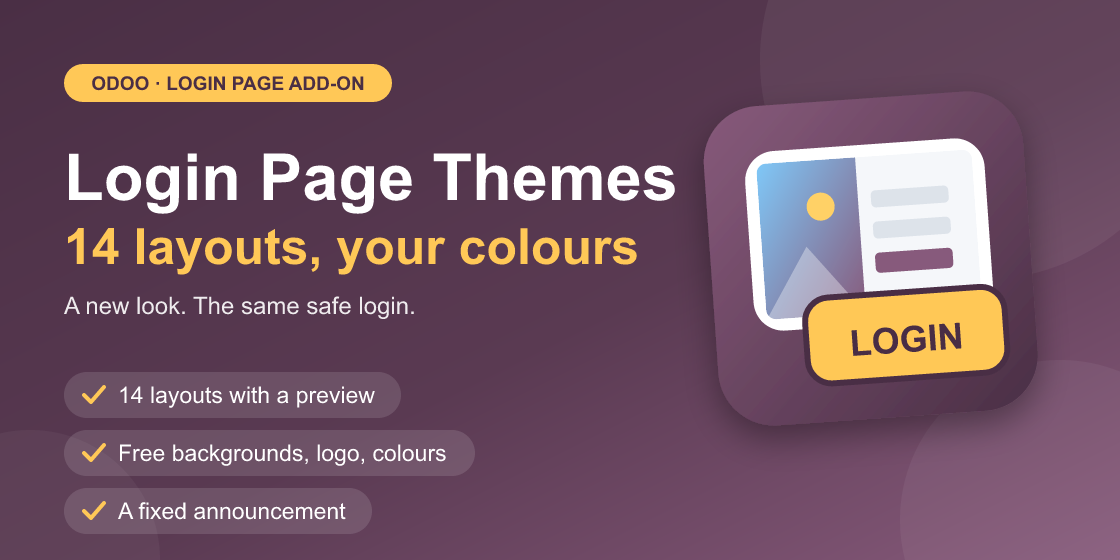 ODOO · LOGIN PAGE ADD-ON
Login Page Themes
14 layouts, your colours
A new look. The same safe login.
14 layouts with a preview
Free backgrounds, logo, colours
A fixed announcement
LOGIN